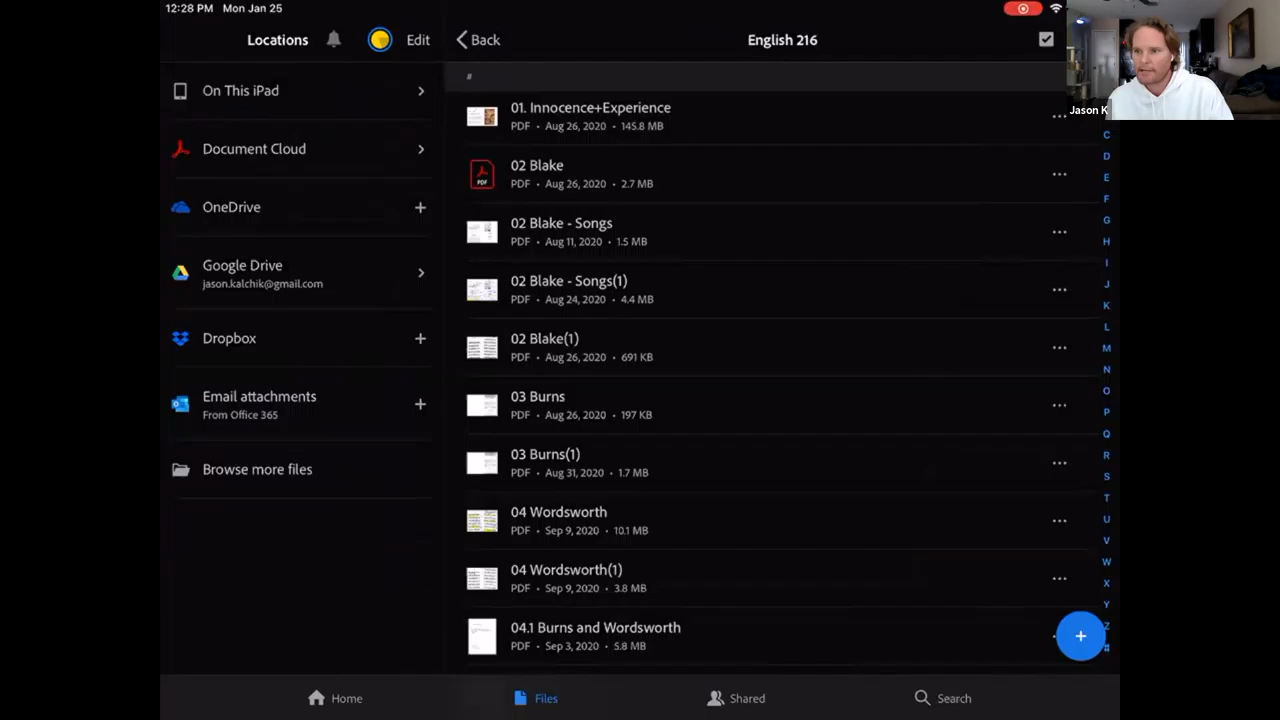 12:28 PM Mon Jan 25
Locations
Edit
Back
English 216
Jason K
On This iPad
Document Cloud
OneDrive
Google Drive
jason.kalchik@gmail.com
Dropbox
Email attachments
From Office 365
Browse more files
#
01. Innocence+Experience
PDF • Aug 26, 2020 • 145.8 MB
02 Blake
PDF • Aug 26, 2020 • 2.7 MB
PDF
02 Blake - Songs
PDF • Aug 11, 2020 • 1.5 MB
02 Blake - Songs(1)
PDF • Aug 24, 2020 • 4.4 MB
02 Blake(1)
PDF • Aug 26, 2020 • 691 KB
03 Burns
PDF • Aug 26, 2020 • 197 KB
03 Burns(1)
PDF • Aug 31, 2020 • 1.7 MB
04 Wordsworth
PDF • Sep 9, 2020 • 10.1 MB
04 Wordsworth(1)
PDF • Sep 9, 2020 • 3.8 MB
04.1 Burns and Wordsworth
PDF • Sep 3, 2020 • 5.8 MB
C
D
E
F
G
H
I
J
K
L
M
N
O
P
Q
R
S
T
U
V
W
X
Y
Z
#
Home
Files
Shared
Search